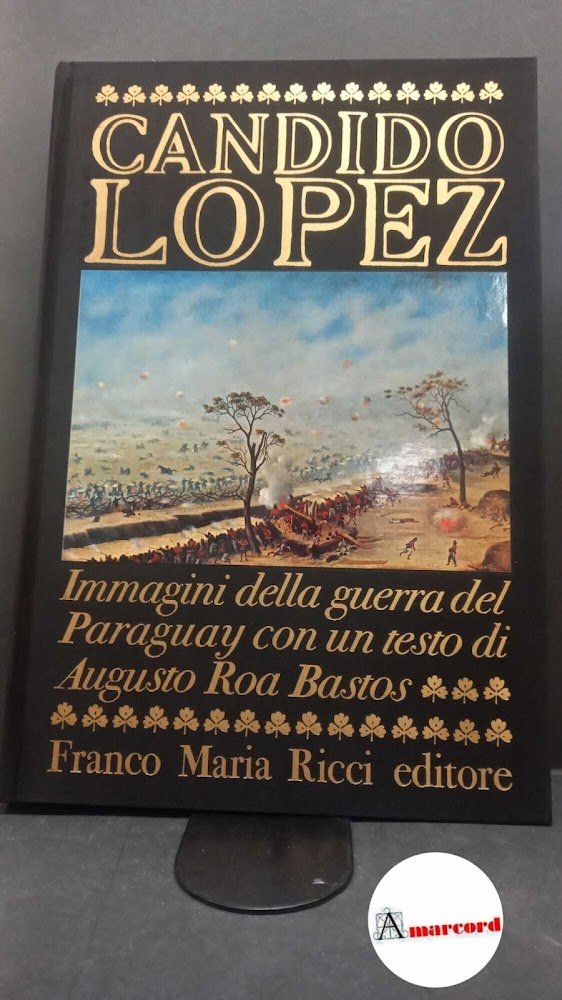 CANDIDO
LOPEZ
Immagini della guerra del
Paraguay con un testo di
Augusto Roa Bastos
Franco Maria Ricci editore
Amarcord